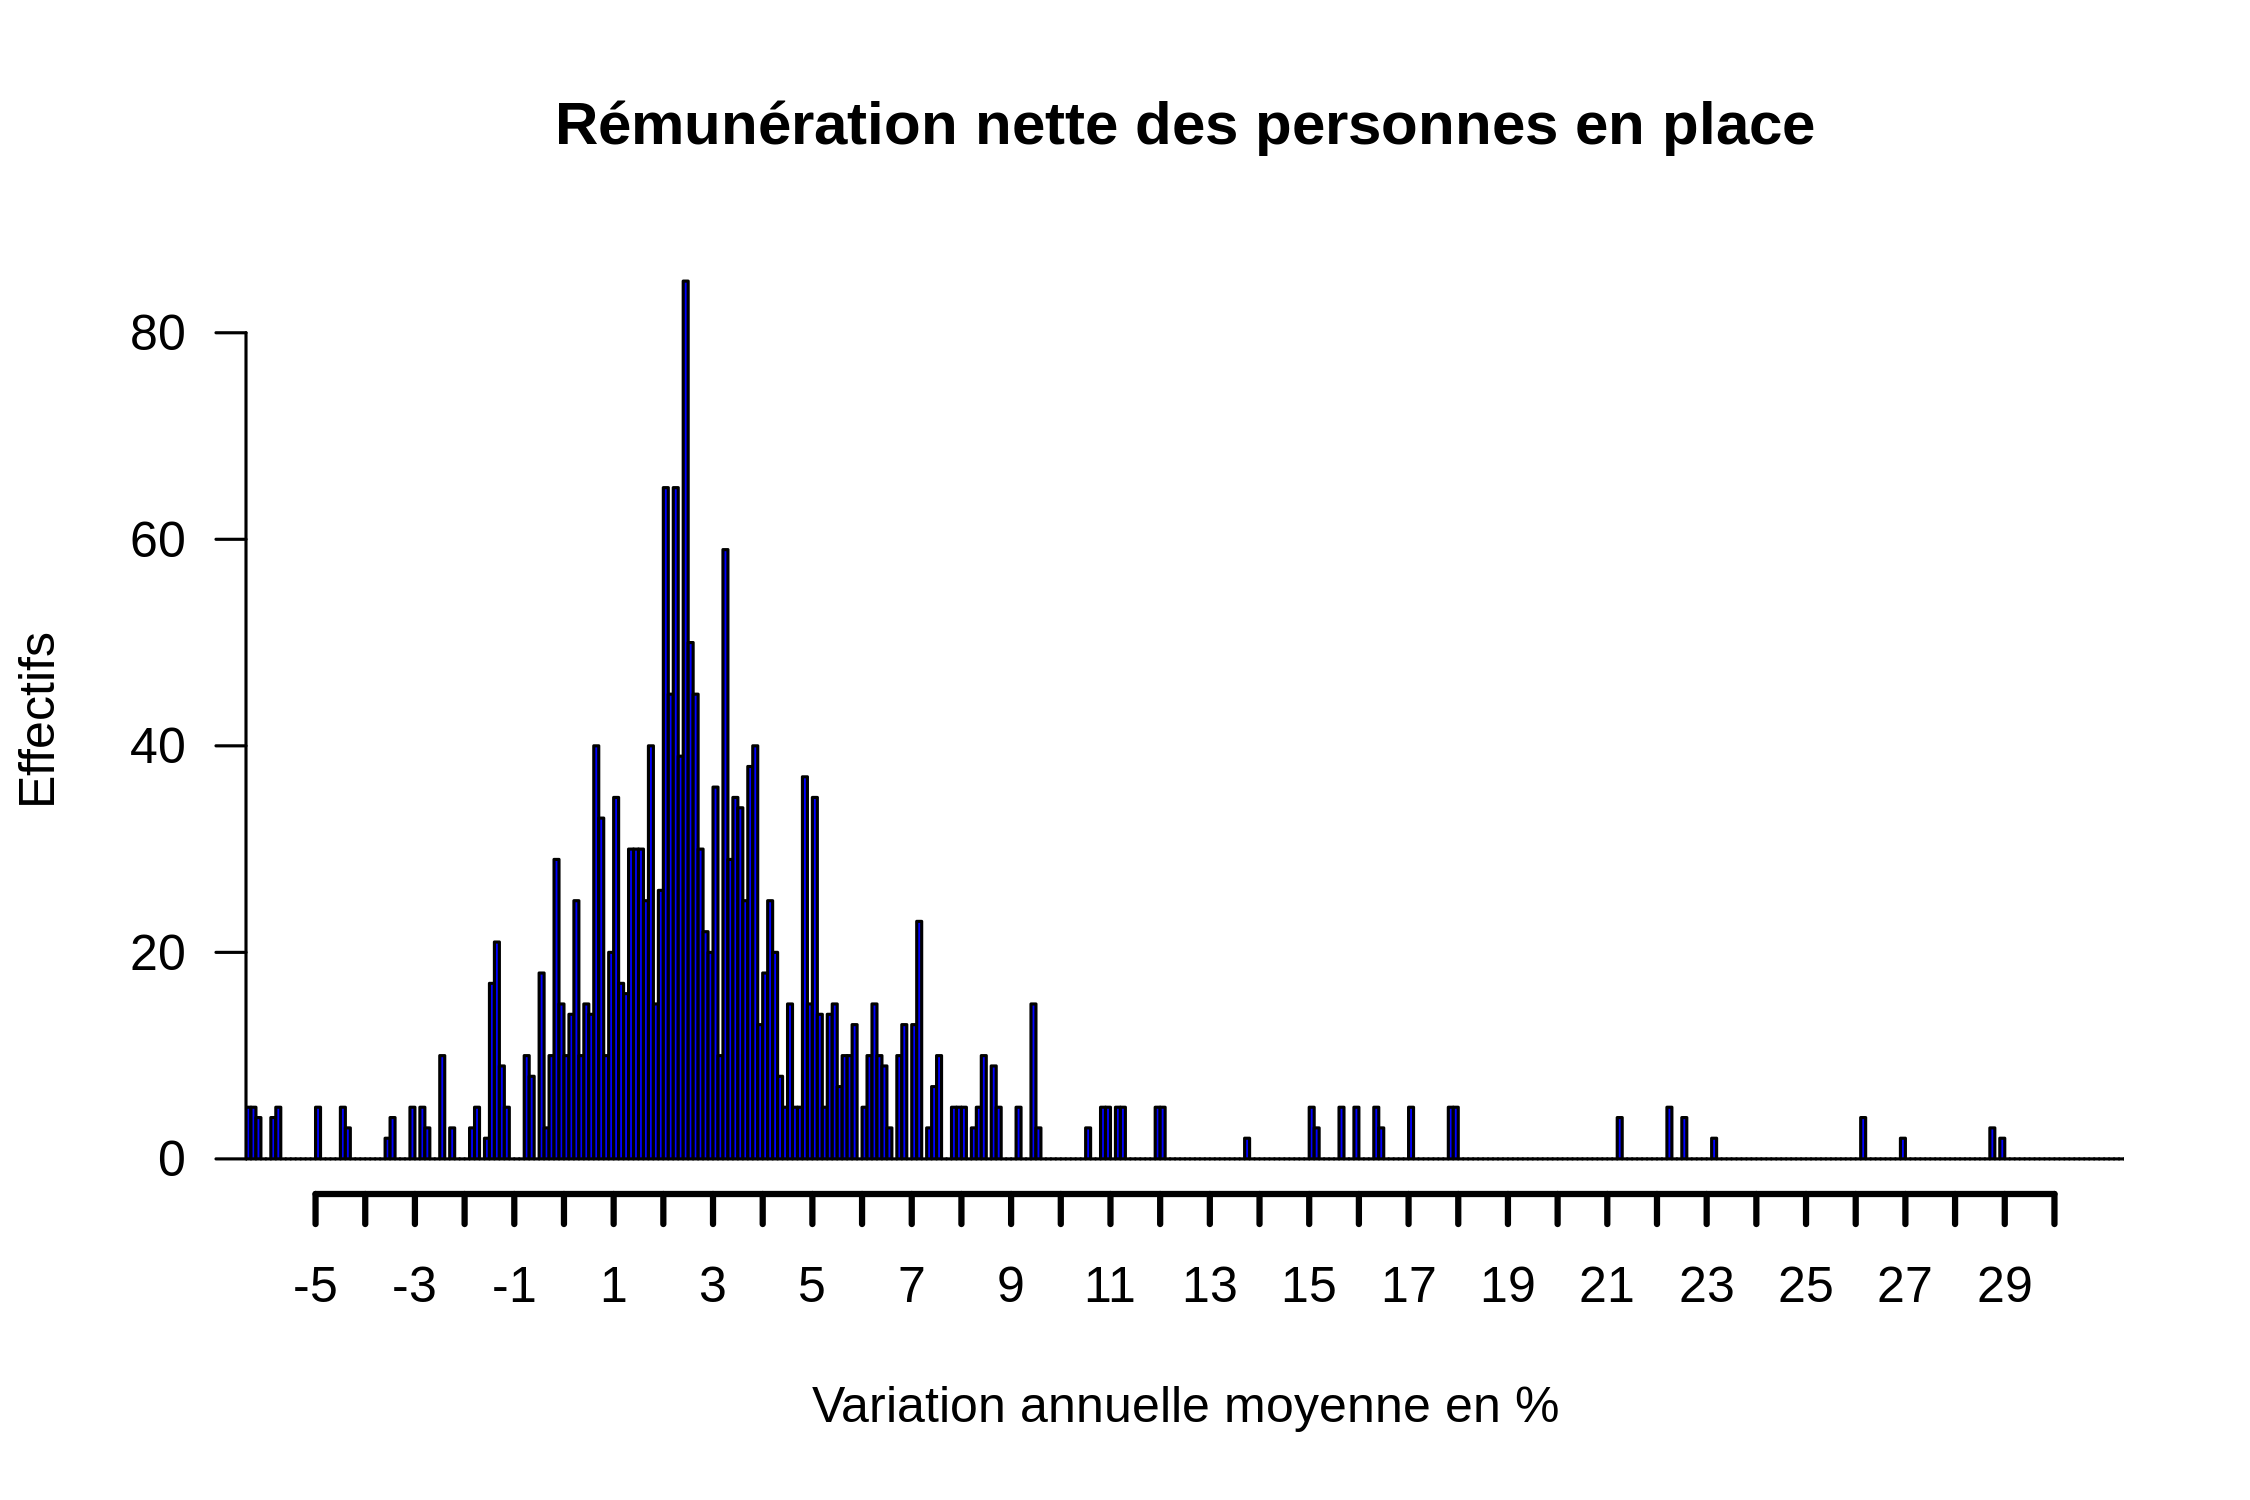 Rémunération nette des personnes en place
Effectifs
80
60
40
20
0
-5 -3 -1 1 3 5 7 9 11 13 15 17 19 21 23 25 27 29
Variation annuelle moyenne en %